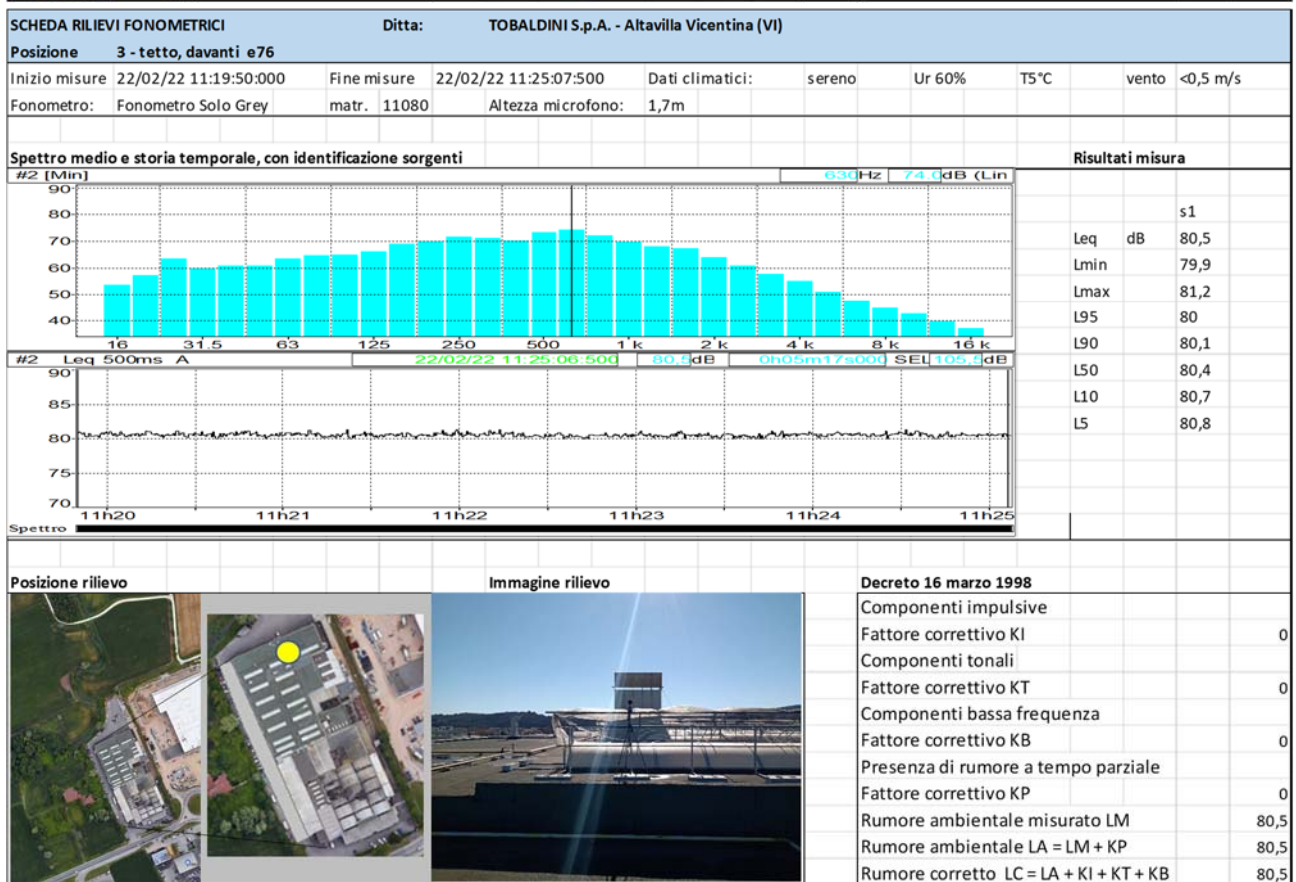 SCHEDA RILIEVI FONOMETRICI Ditta: TOBALDINI S.p.A. - Altavilla Vicentina (VI)
Posizione 3 - tetto, davanti e76
Inizio misure 22/02/22 11:19:50:000 Fine misure 22/02/22 11:25:07:500 Dati climatici: sereno Ur 60% T5°C vento <0,5 m/s
Fonometro: Fonometro Solo Grey matr. 11080 Altezza microfono: 1,7m
Spettro medio e storia temporale, con identificazione sorgenti Risultati misura
#2 [Min] 630Hz 74.0dB (Lin
90
80
70
60
50
40
16 31.5 63 125 250 500 1 k 2 k 4 k 8 k 16 k
#2 Leq 500ms A 22/02/22 11:25:06:500 80,5dB 0h05m17s000 SEL 105,5dB
90
85
80
75
70
11h20 11h21 11h22 11h23 11h24 11h25
Spettro
s1
Leq dB 80,5
Lmin 79,9
Lmax 81,2
L95 80
L90 80,1
L50 80,4
L10 80,7
L5 80,8
Posizione rilievo Immagine rilievo Decreto 16 marzo 1998
Componenti impulsive
Fattore correttivo KI 0
Componenti tonali
Fattore correttivo KT 0
Componenti bassa frequenza
Fattore correttivo KB 0
Presenza di rumore a tempo parziale
Fattore correttivo KP 0
Rumore ambientale misurato LM 80,5
Rumore ambientale LA = LM + KP 80,5
Rumore corretto LC = LA + KI + KT + KB 80,5